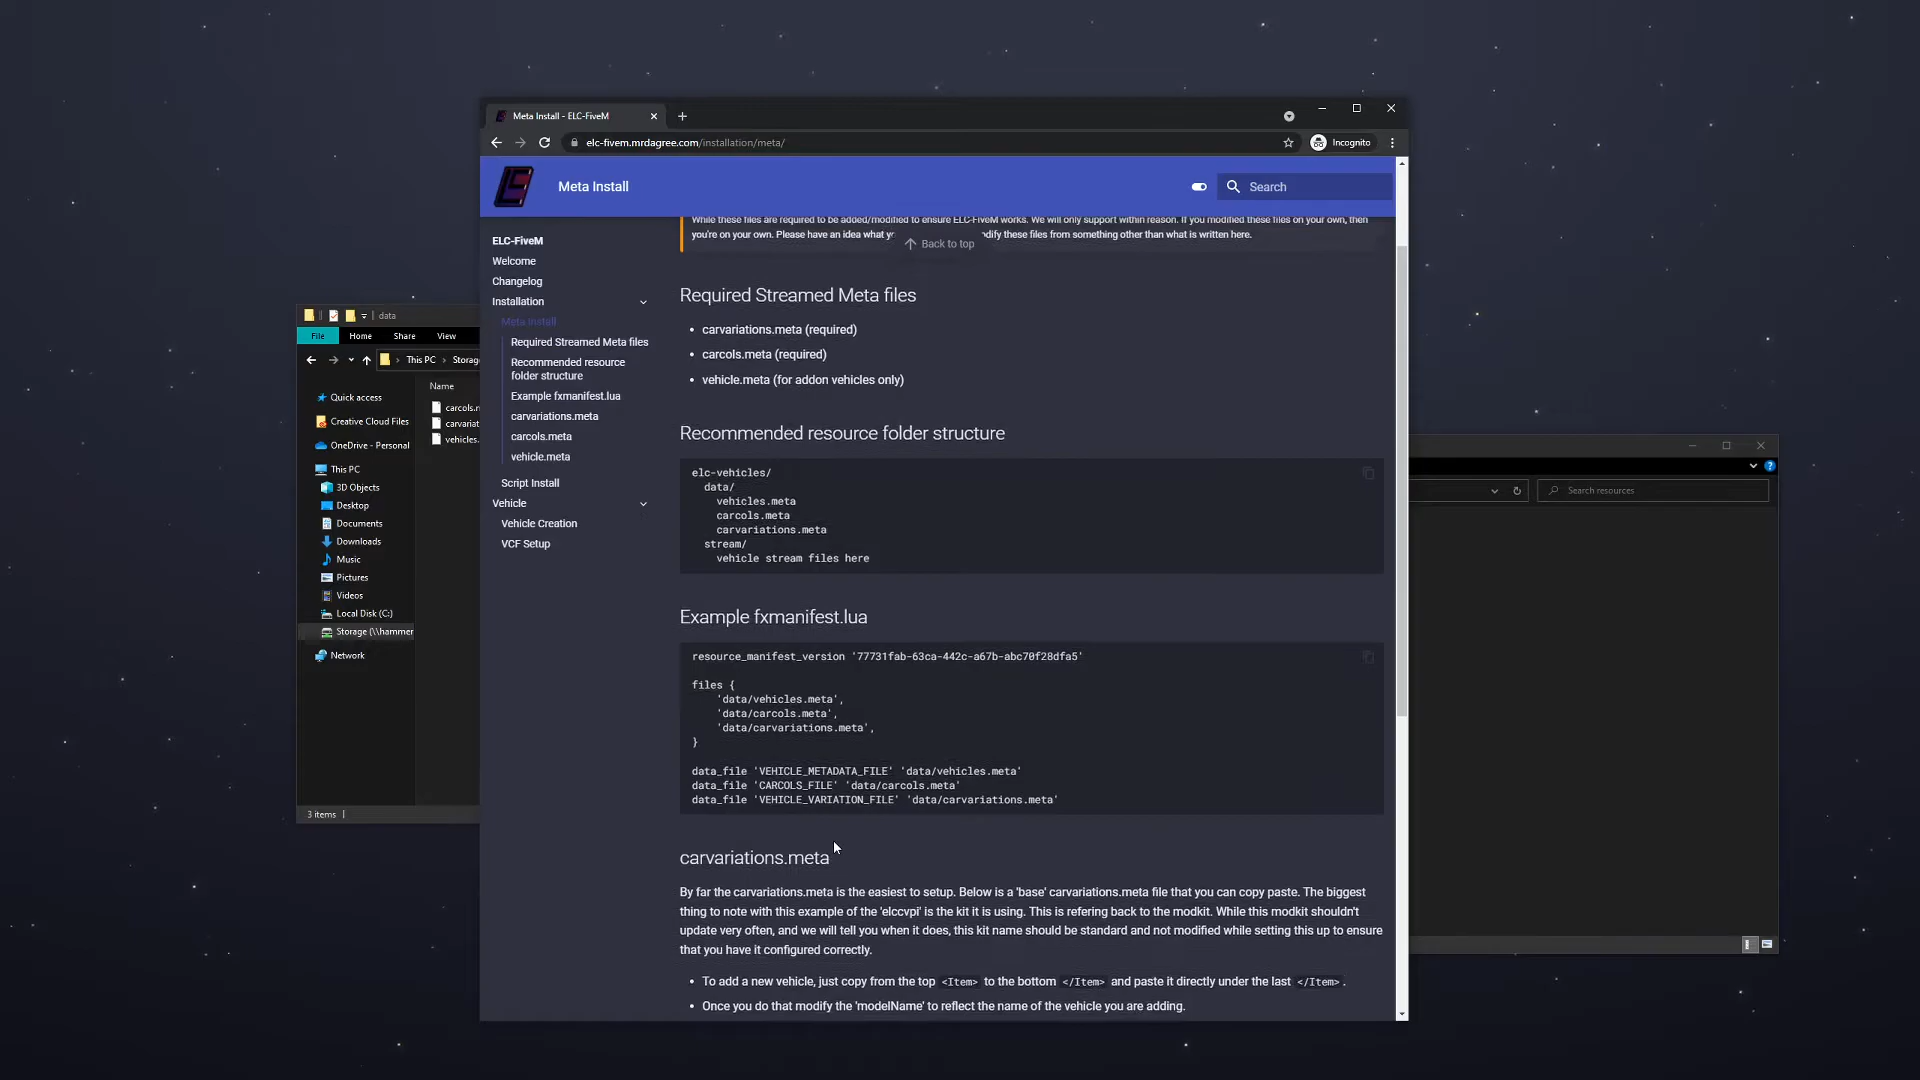 Meta Install - ELC-FiveM
elc-fivem.mrdagree.com/installation/meta/
Incognito
Meta Install
Search
ELC-FiveM
Welcome
Changelog
Installation
Meta Install
Required Streamed Meta files
Recommended resource
folder structure
Example fxmanifest.lua
carvariations.meta
carcols.meta
vehicle.meta
Script Install
Vehicle
Vehicle Creation
VCF Setup
While these files are required to be added/modified to ensure ELC-FiveM works. We will only support within reason. If you modified these files on your own, then
you're on your own. Please have an idea what
modify these files from something other than what is written here.
Back to top
Required Streamed Meta files
carvariations.meta (required)
carcols.meta (required)
vehicle.meta (for addon vehicles only)
Recommended resource folder structure
elc-vehicles/
data/
vehicles.meta
carcols.meta
carvariations.meta
stream/
vehicle stream files here
Example fxmanifest.lua
resource_manifest_version '77731fab-63ca-442c-a67b-abc70f28dfa5'
files {
'data/vehicles.meta',
'data/carcols.meta',
'data/carvariations.meta',
}
data_file 'VEHICLE_METADATA_FILE' 'data/vehicles.meta'
data_file 'CARCOLS_FILE' 'data/carcols.meta'
data_file 'VEHICLE_VARIATION_FILE' 'data/carvariations.meta'
carvariations.meta
By far the carvariations.meta is the easiest to setup. Below is a 'base' carvariations.meta file that you can copy paste. The biggest
thing to note with this example of the 'elccvpi' is the kit it is using. This is refering back to the modkit. While this modkit shouldn't
update very often, and we will tell you when it does, this kit name should be standard and not modified while setting this up to ensure
that you have it configured correctly.
To add a new vehicle, just copy from the top <Item> to the bottom </Item> and paste it directly under the last </Item> .
Once you do that modify the 'modelName' to reflect the name of the vehicle you are adding.
data
File Home Share View
This PC Storag
Name
Quick access
Creative Cloud Files
OneDrive - Personal
This PC
3D Objects
Desktop
Documents
Downloads
Music
Pictures
Videos
Local Disk (C:)
Storage (\\hammer
Network
carcols.
carvariat
vehicles.
3 items
Search resources